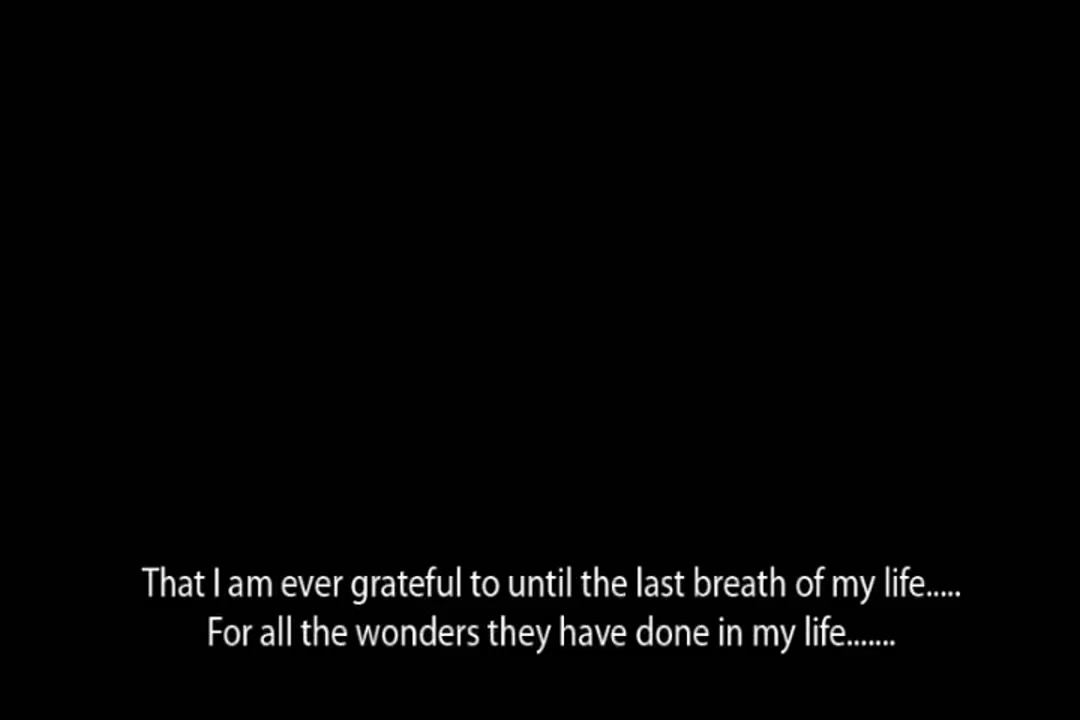 That I am ever grateful to until the last breath of my life.....
For all the wonders they have done in my life.......